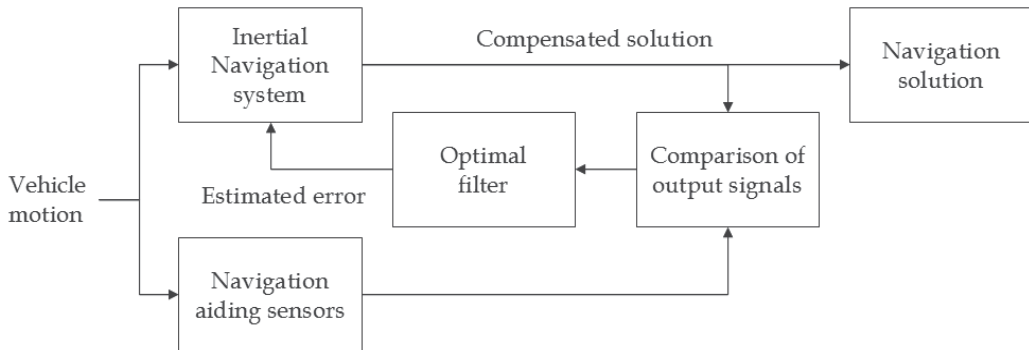 Inertial
Navigation
system
Compensated solution
Navigation
solution
Optimal
filter
Comparison of
output signals
Vehicle
motion
Estimated error
Navigation
aiding sensors